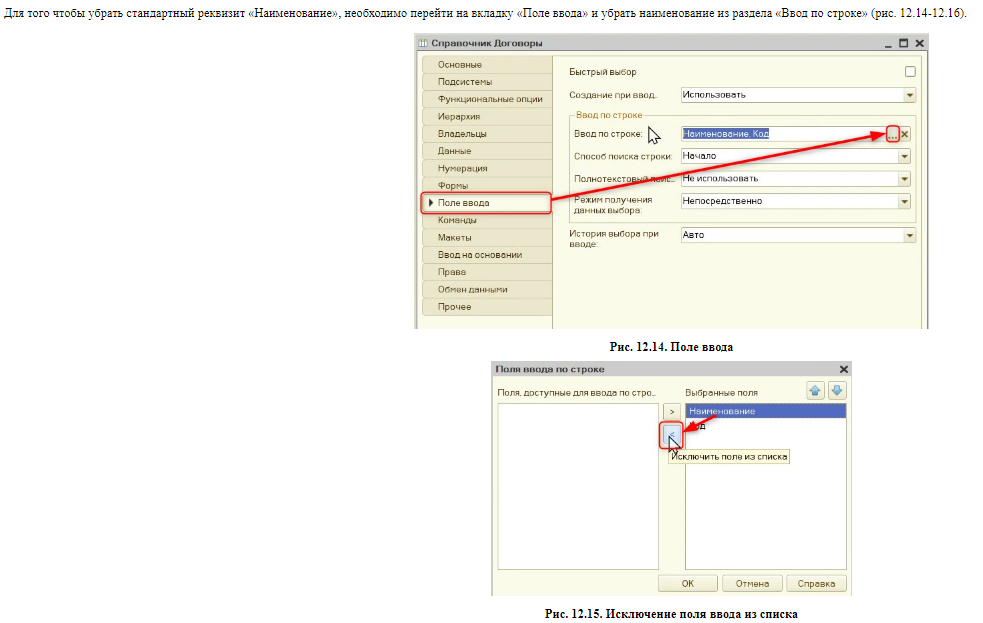 Для того чтобы убрать стандартный реквизит «Наименование», необходимо перейти на вкладку «Поле ввода» и убрать наименование из раздела «Ввод по строке» (рис. 12.14-12.16).
Справочник Договоры
Основные
Подсистемы
Функциональные опции
Иерархия
Владельцы
Данные
Нумерация
Формы
Поле ввода
Команды
Макеты
Ввод на основании
Права
Обмен данными
Прочее
Быстрый выбор
Создание при ввод.. Использовать
Ввод по строке
Ввод по строке: Наименование, Код ...
Способ поиска строки: Начало
Полнотекстовый поис.. Не использовать
Режим получения
данных выбора: Непосредственно
История выбора при
вводе: Авто
Рис. 12.14. Поле ввода
Поля ввода по строке
Поля, доступные для ввода по стро..
Выбранные поля
>
<
Наименование
Исключить поле из списка
OK Отмена Справка
Рис. 12.15. Исключение поля ввода из списка